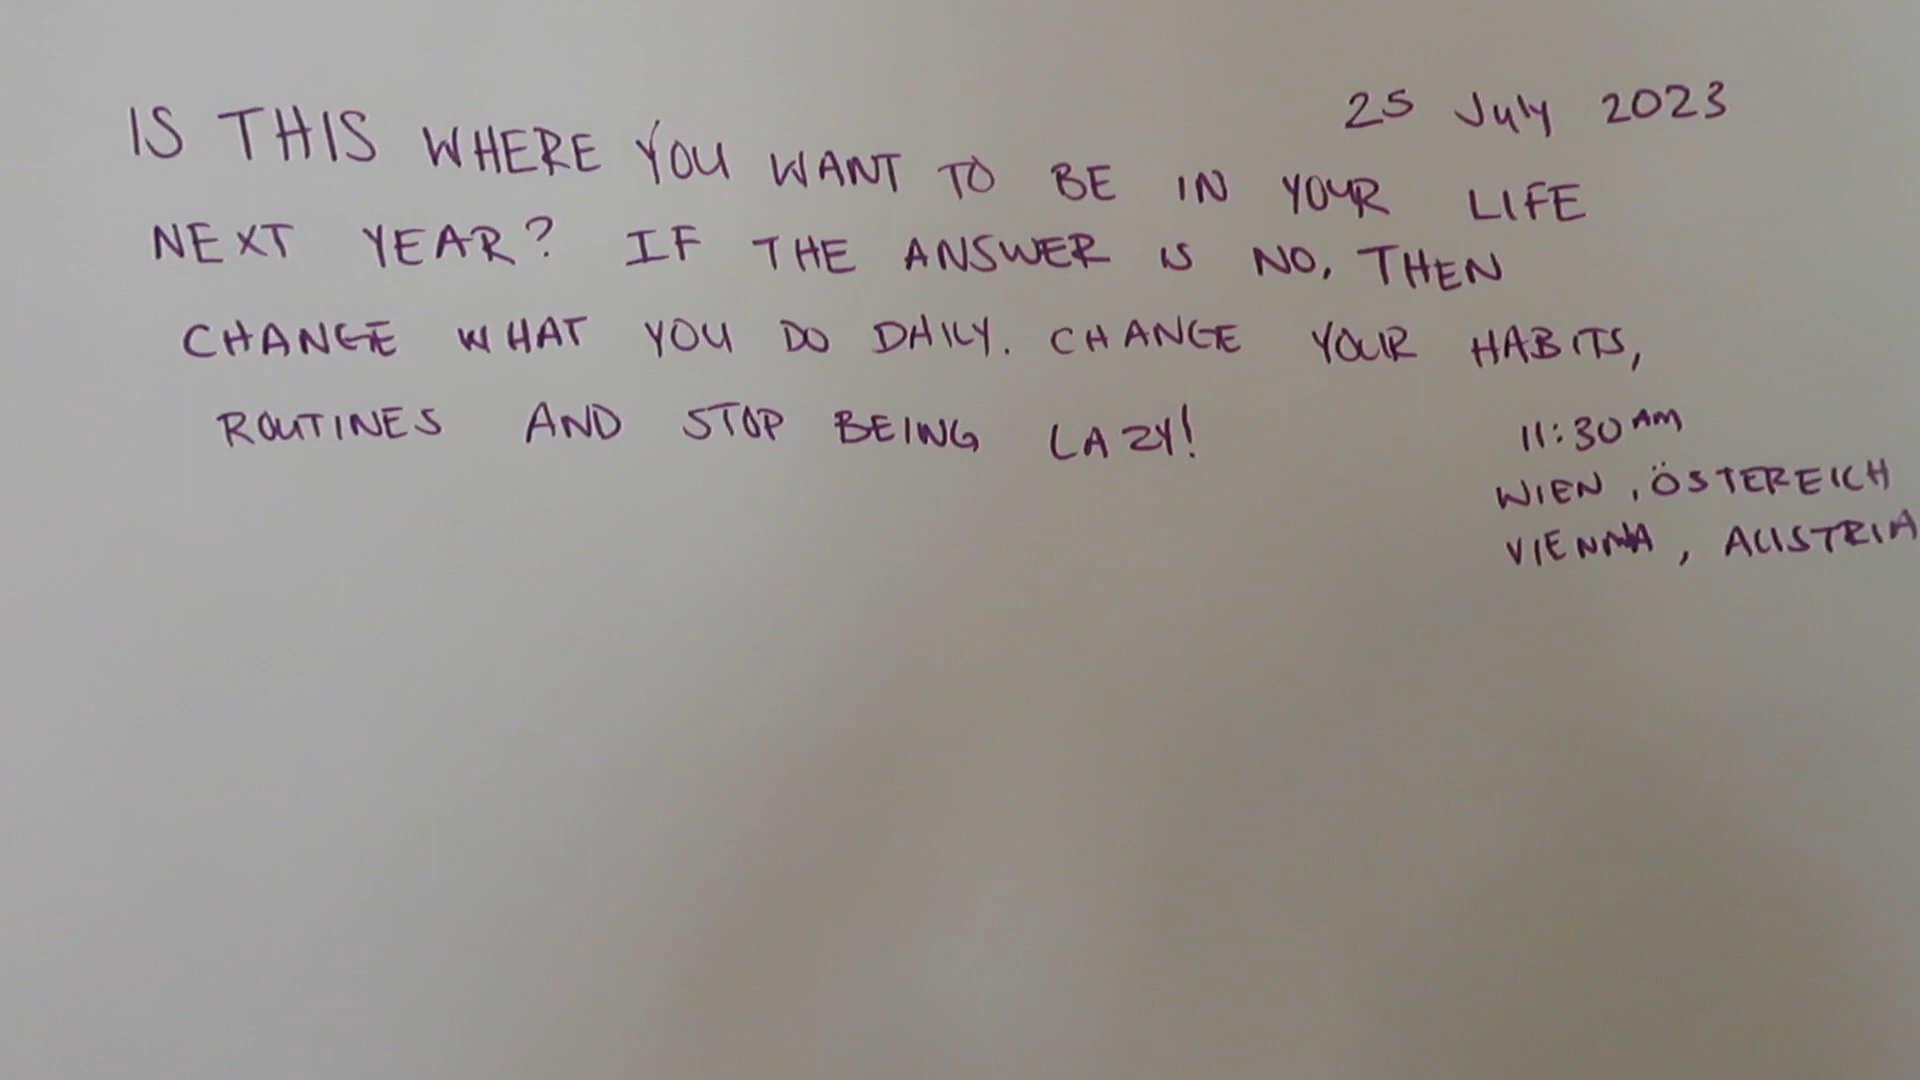 25 July 2023
IS THIS WHERE YOU WANT TO BE IN YOUR LIFE
NEXT YEAR? IF THE ANSWER IS NO, THEN
CHANGE WHAT YOU DO DAILY. CHANGE YOUR HABITS,
ROUTINES AND STOP BEING LAZY!
11:30 AM
WIEN, ÖSTEREICH
VIENNA, AUSTRIA